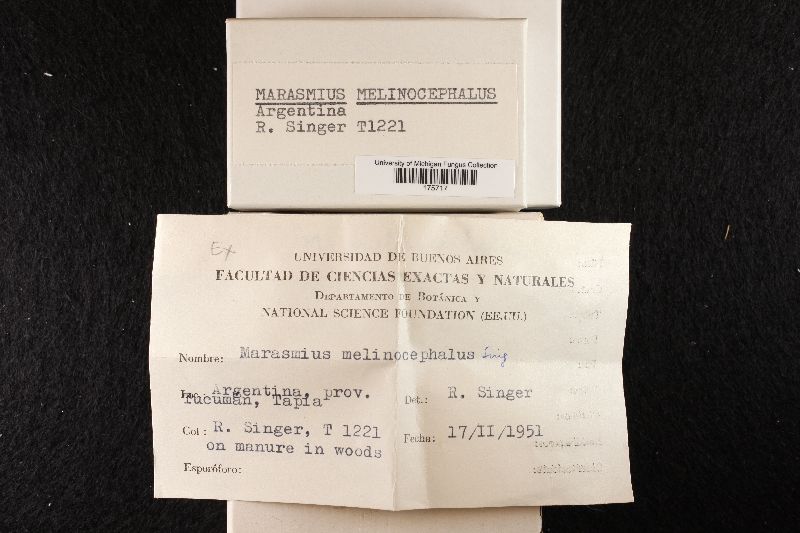 MARASMIUS MELINOCEPHALUS
Argentina
R. Singer T1221
University of Michigan Fungus Collection
175717
Ex
UNIVERSIDAD DE BUENOS AIRES
FACULTAD DE CIENCIAS EXACTAS Y NATURALES
DEPARTAMENTO DE BOTÁNICA Y
NATIONAL SCIENCE FOUNDATION (EE.UU.)
Nombre: Marasmius melinocephalus Sing
Argentina, prov. Det.: R. Singer
Tucuman, Tapia
Col: R. Singer, T 1221 Fecha: 17/II/1951
on manure in woods
Esporóforo: